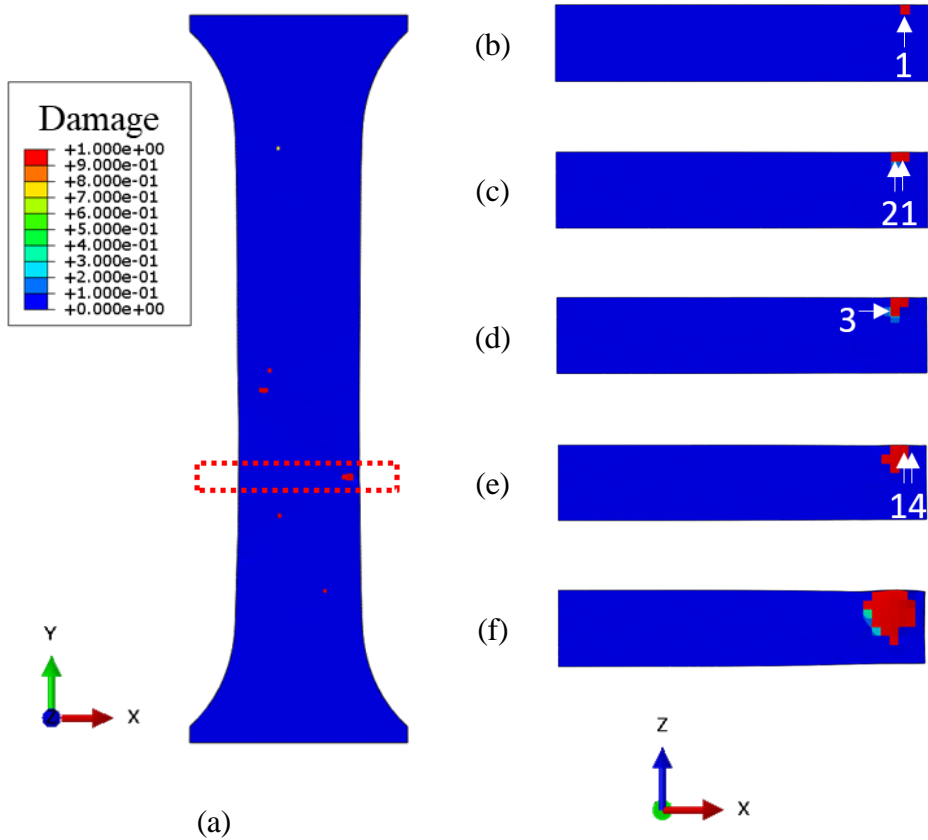 Damage
+1.000e+00
+9.000e-01
+8.000e-01
+7.000e-01
+6.000e-01
+5.000e-01
+4.000e-01
+3.000e-01
+2.000e-01
+1.000e-01
+0.000e+00
Y
Z X
(a)
(b)
1
(c)
21
(d)
3
(e)
14
(f)
Z
X